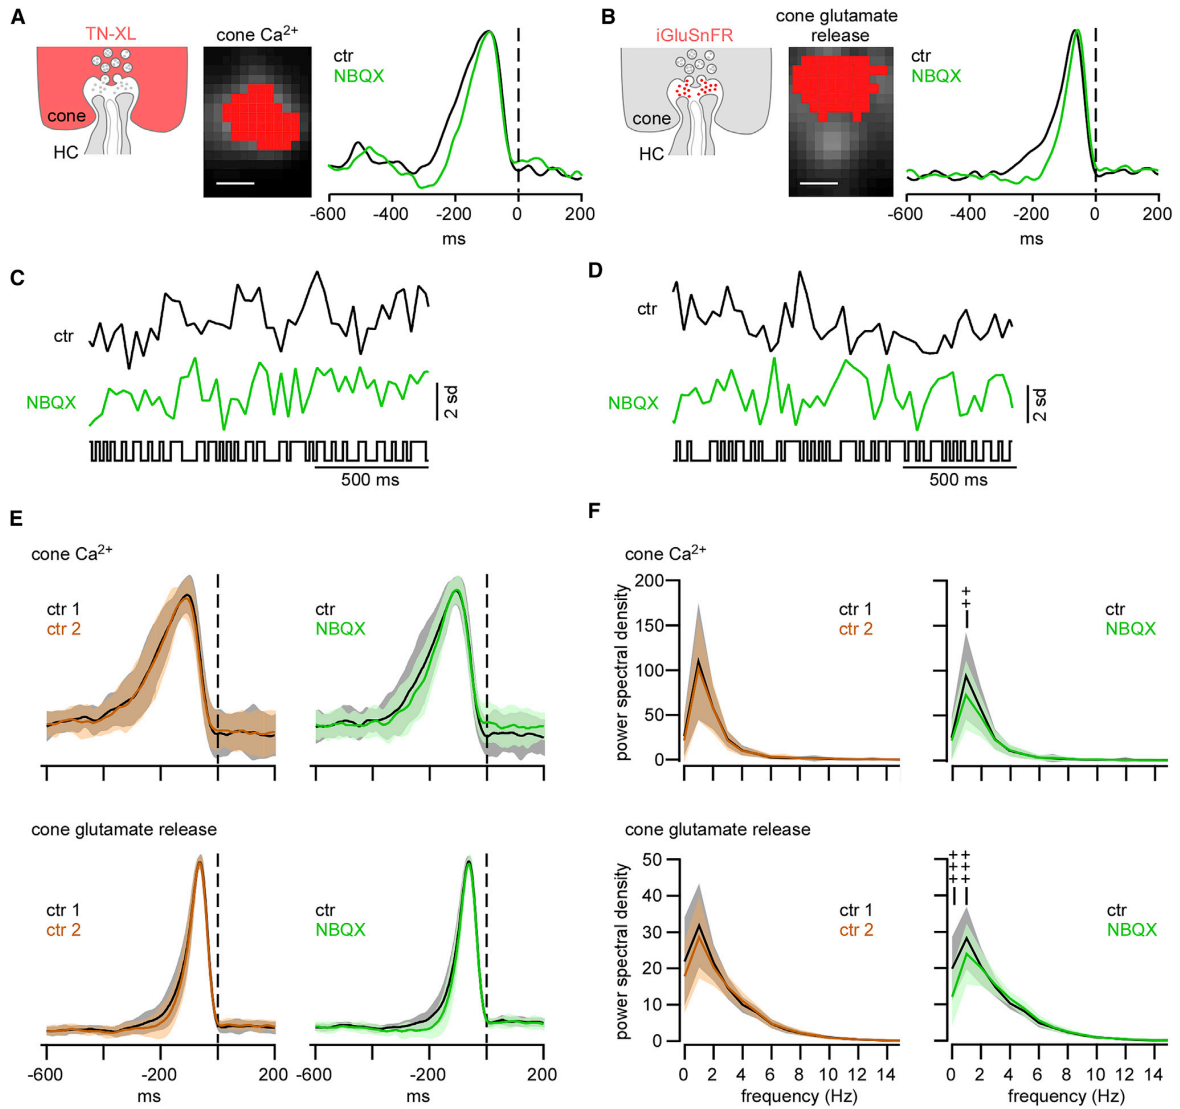 A
TN-XL
cone Ca2+
cone
HC
ctr
NBQX
-600 -400 -200 0 200
ms
B
iGluSnFR
cone glutamate
release
cone
HC
ctr
NBQX
-600 -400 -200 0 200
ms
C
ctr
NBQX
2 sd
500 ms
D
ctr
NBQX
2 sd
500 ms
E
cone Ca2+
ctr 1
ctr 2
ctr
NBQX
cone glutamate release
ctr 1
ctr 2
ctr
NBQX
-600 -200 200
ms
-600 -200 200
ms
F
cone Ca2+
power spectral density
200
150
100
50
0
ctr 1
ctr 2
++
ctr
NBQX
cone glutamate release
power spectral density
50
40
30
20
10
0
ctr 1
ctr 2
+++ +++
ctr
NBQX
0 2 4 6 8 10 12 14
frequency (Hz)
0 2 4 6 8 10 12 14
frequency (Hz)